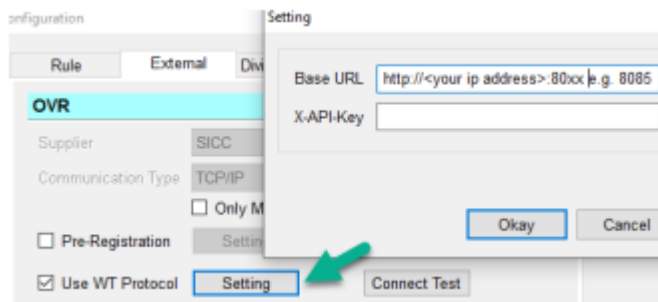 onfiguration
Setting
Rule External Divi
Base URL http://<your ip address>:80xx e.g. 8085
OVR
X-API-Key
Supplier SICC
Communication Type TCP/IP
Only M
Okay Cancel
Pre-Registration Settin
Use WT Protocol Setting Connect Test